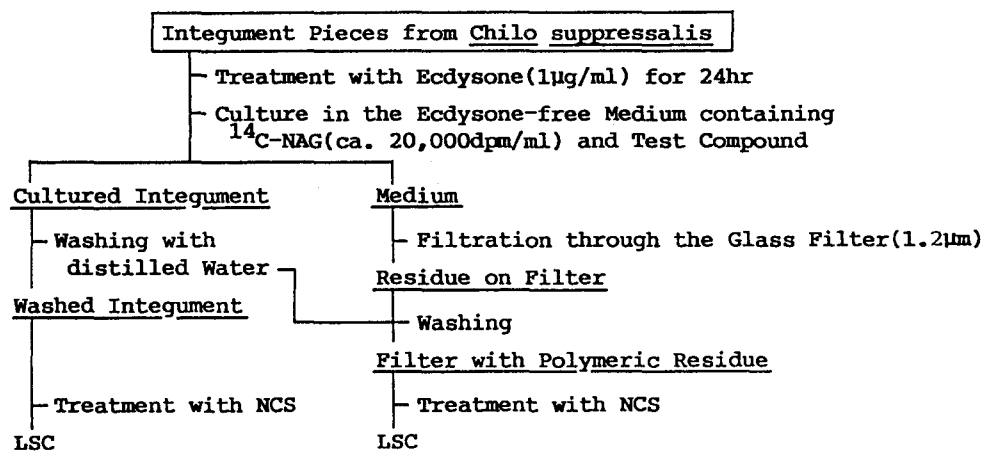 Integument Pieces from Chilo suppressalis
Treatment with Ecdysone(1μg/ml) for 24hr
Culture in the Ecdysone-free Medium containing
14C-NAG(ca. 20,000dpm/ml) and Test Compound
Cultured Integument
Washing with
distilled Water
Washed Integument
Treatment with NCS
LSC
Medium
Filtration through the Glass Filter(1.2μm)
Residue on Filter
Washing
Filter with Polymeric Residue
Treatment with NCS
LSC